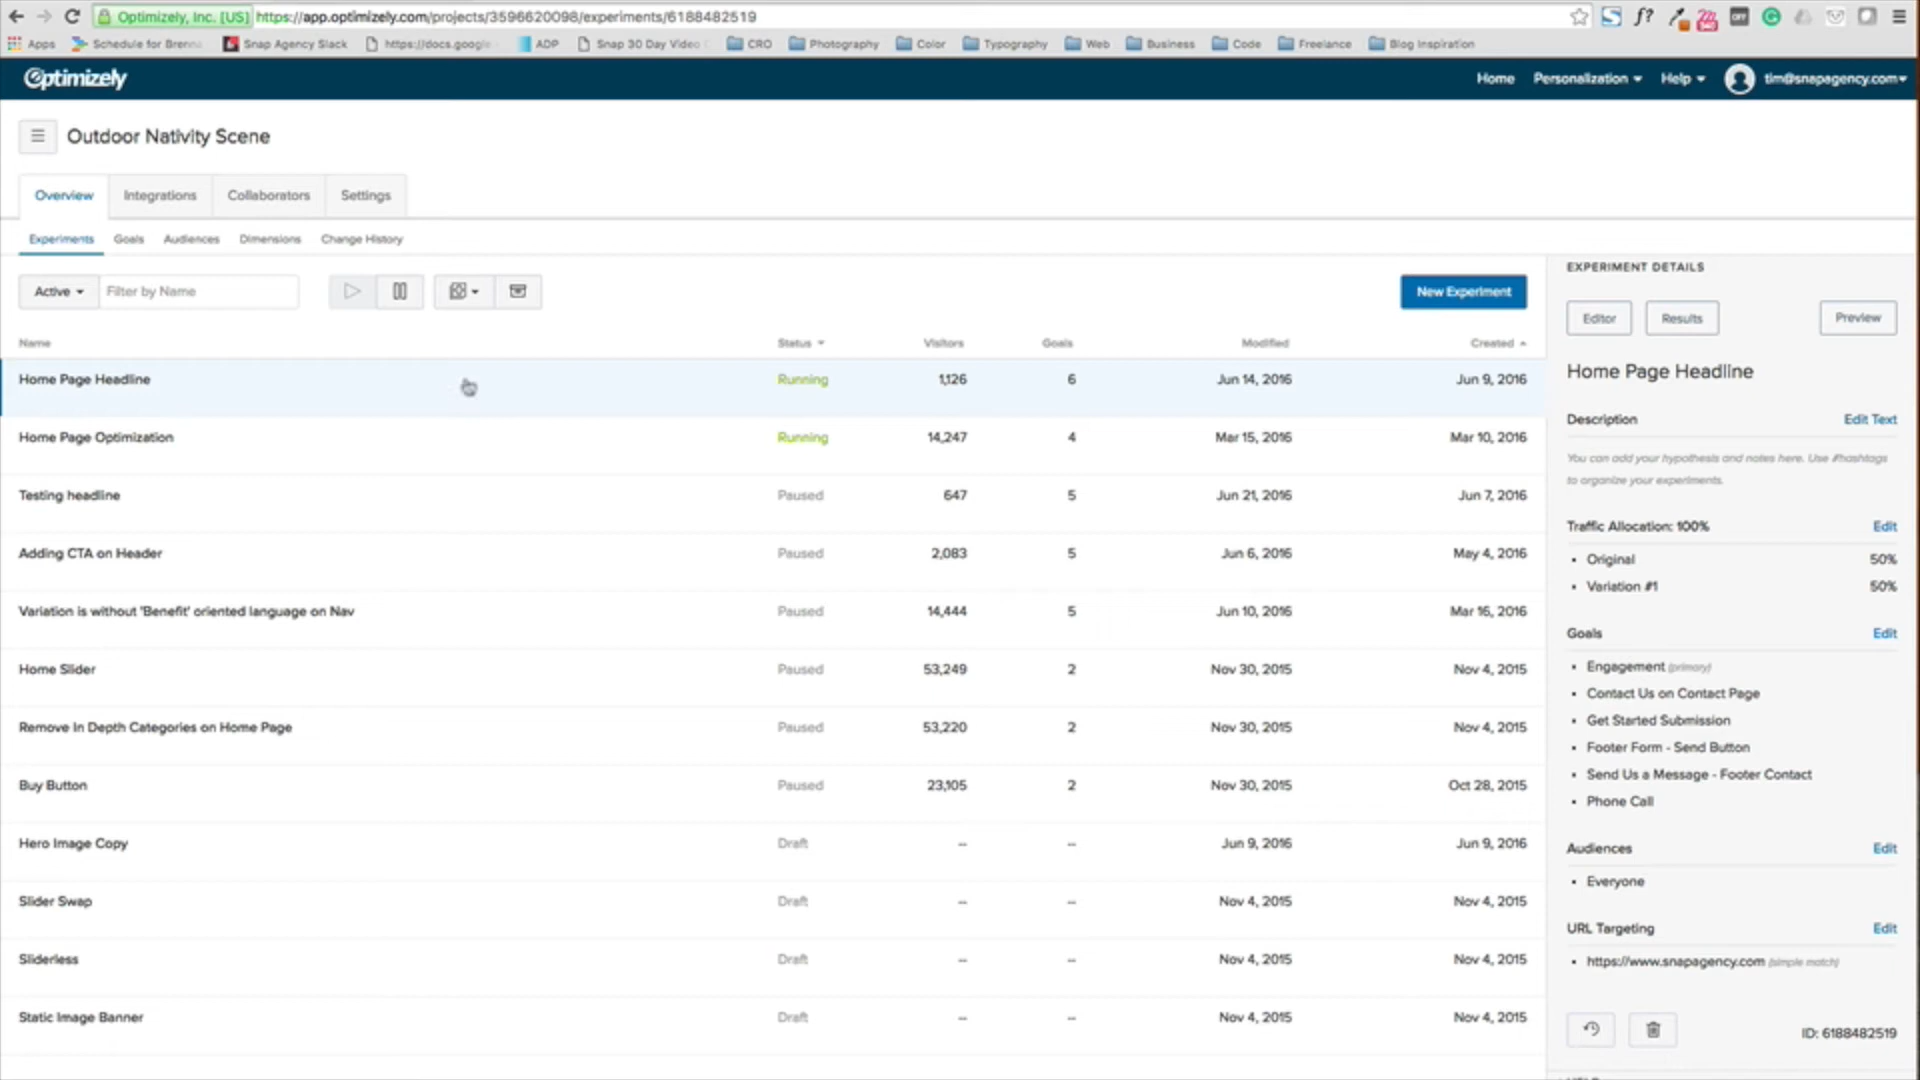 Optimizely, Inc. [US] https://app.optimizely.com/projects/3596620098/experiments/6188482519
Apps Schedule for Brenna Snap Agency Slack https://docs.google. ADP Snap 30 Day Video CRO Photography Color Typography Web Business Code Freelance Blog Inspiration
Optimizely Home Personalization Help tim@snapagency.com
Outdoor Nativity Scene
Overview Integrations Collaborators Settings
Experiments Goals Audiences Dimensions Change History
Active Filter by Name New Experiment
Name Status Visitors Goals Modified Created
Home Page Headline Running 1,126 6 Jun 14, 2016 Jun 9, 2016
Home Page Optimization Running 14,247 4 Mar 15, 2016 Mar 10, 2016
Testing headline Paused 647 5 Jun 21, 2016 Jun 7, 2016
Adding CTA on Header Paused 2,083 5 Jun 6, 2016 May 4, 2016
Variation is without 'Benefit' oriented language on Nav Paused 14,444 5 Jun 10, 2016 Mar 16, 2016
Home Slider Paused 53,249 2 Nov 30, 2015 Nov 4, 2015
Remove In Depth Categories on Home Page Paused 53,220 2 Nov 30, 2015 Nov 4, 2015
Buy Button Paused 23,105 2 Nov 30, 2015 Oct 28, 2015
Hero Image Copy Draft -- -- Jun 9, 2016 Jun 9, 2016
Slider Swap Draft -- -- Nov 4, 2015 Nov 4, 2015
Sliderless Draft -- -- Nov 4, 2015 Nov 4, 2015
Static Image Banner Draft -- -- Nov 4, 2015 Nov 4, 2015
EXPERIMENT DETAILS
Editor Results Preview
Home Page Headline
Description Edit Text
You can add your hypothesis and notes here. Use #hashtags
to organize your experiments.
Traffic Allocation: 100% Edit
• Original 50%
• Variation #1 50%
Goals Edit
• Engagement (primary)
• Contact Us on Contact Page
• Get Started Submission
• Footer Form - Send Button
• Send Us a Message - Footer Contact
• Phone Call
Audiences Edit
• Everyone
URL Targeting Edit
• https://www.snapagency.com (simple match)
ID: 6188482519